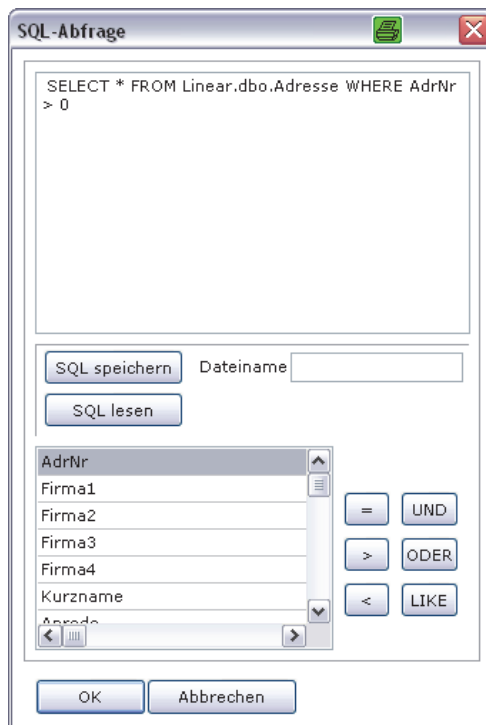 SQL-Abfrage
SELECT * FROM Linear.dbo.Adresse WHERE AdrNr
> 0
SQL speichern Dateiname
SQL lesen
AdrNr
Firma1
Firma2
Firma3
Firma4
Kurzname
Anrede
= UND
> ODER
< LIKE
OK Abbrechen